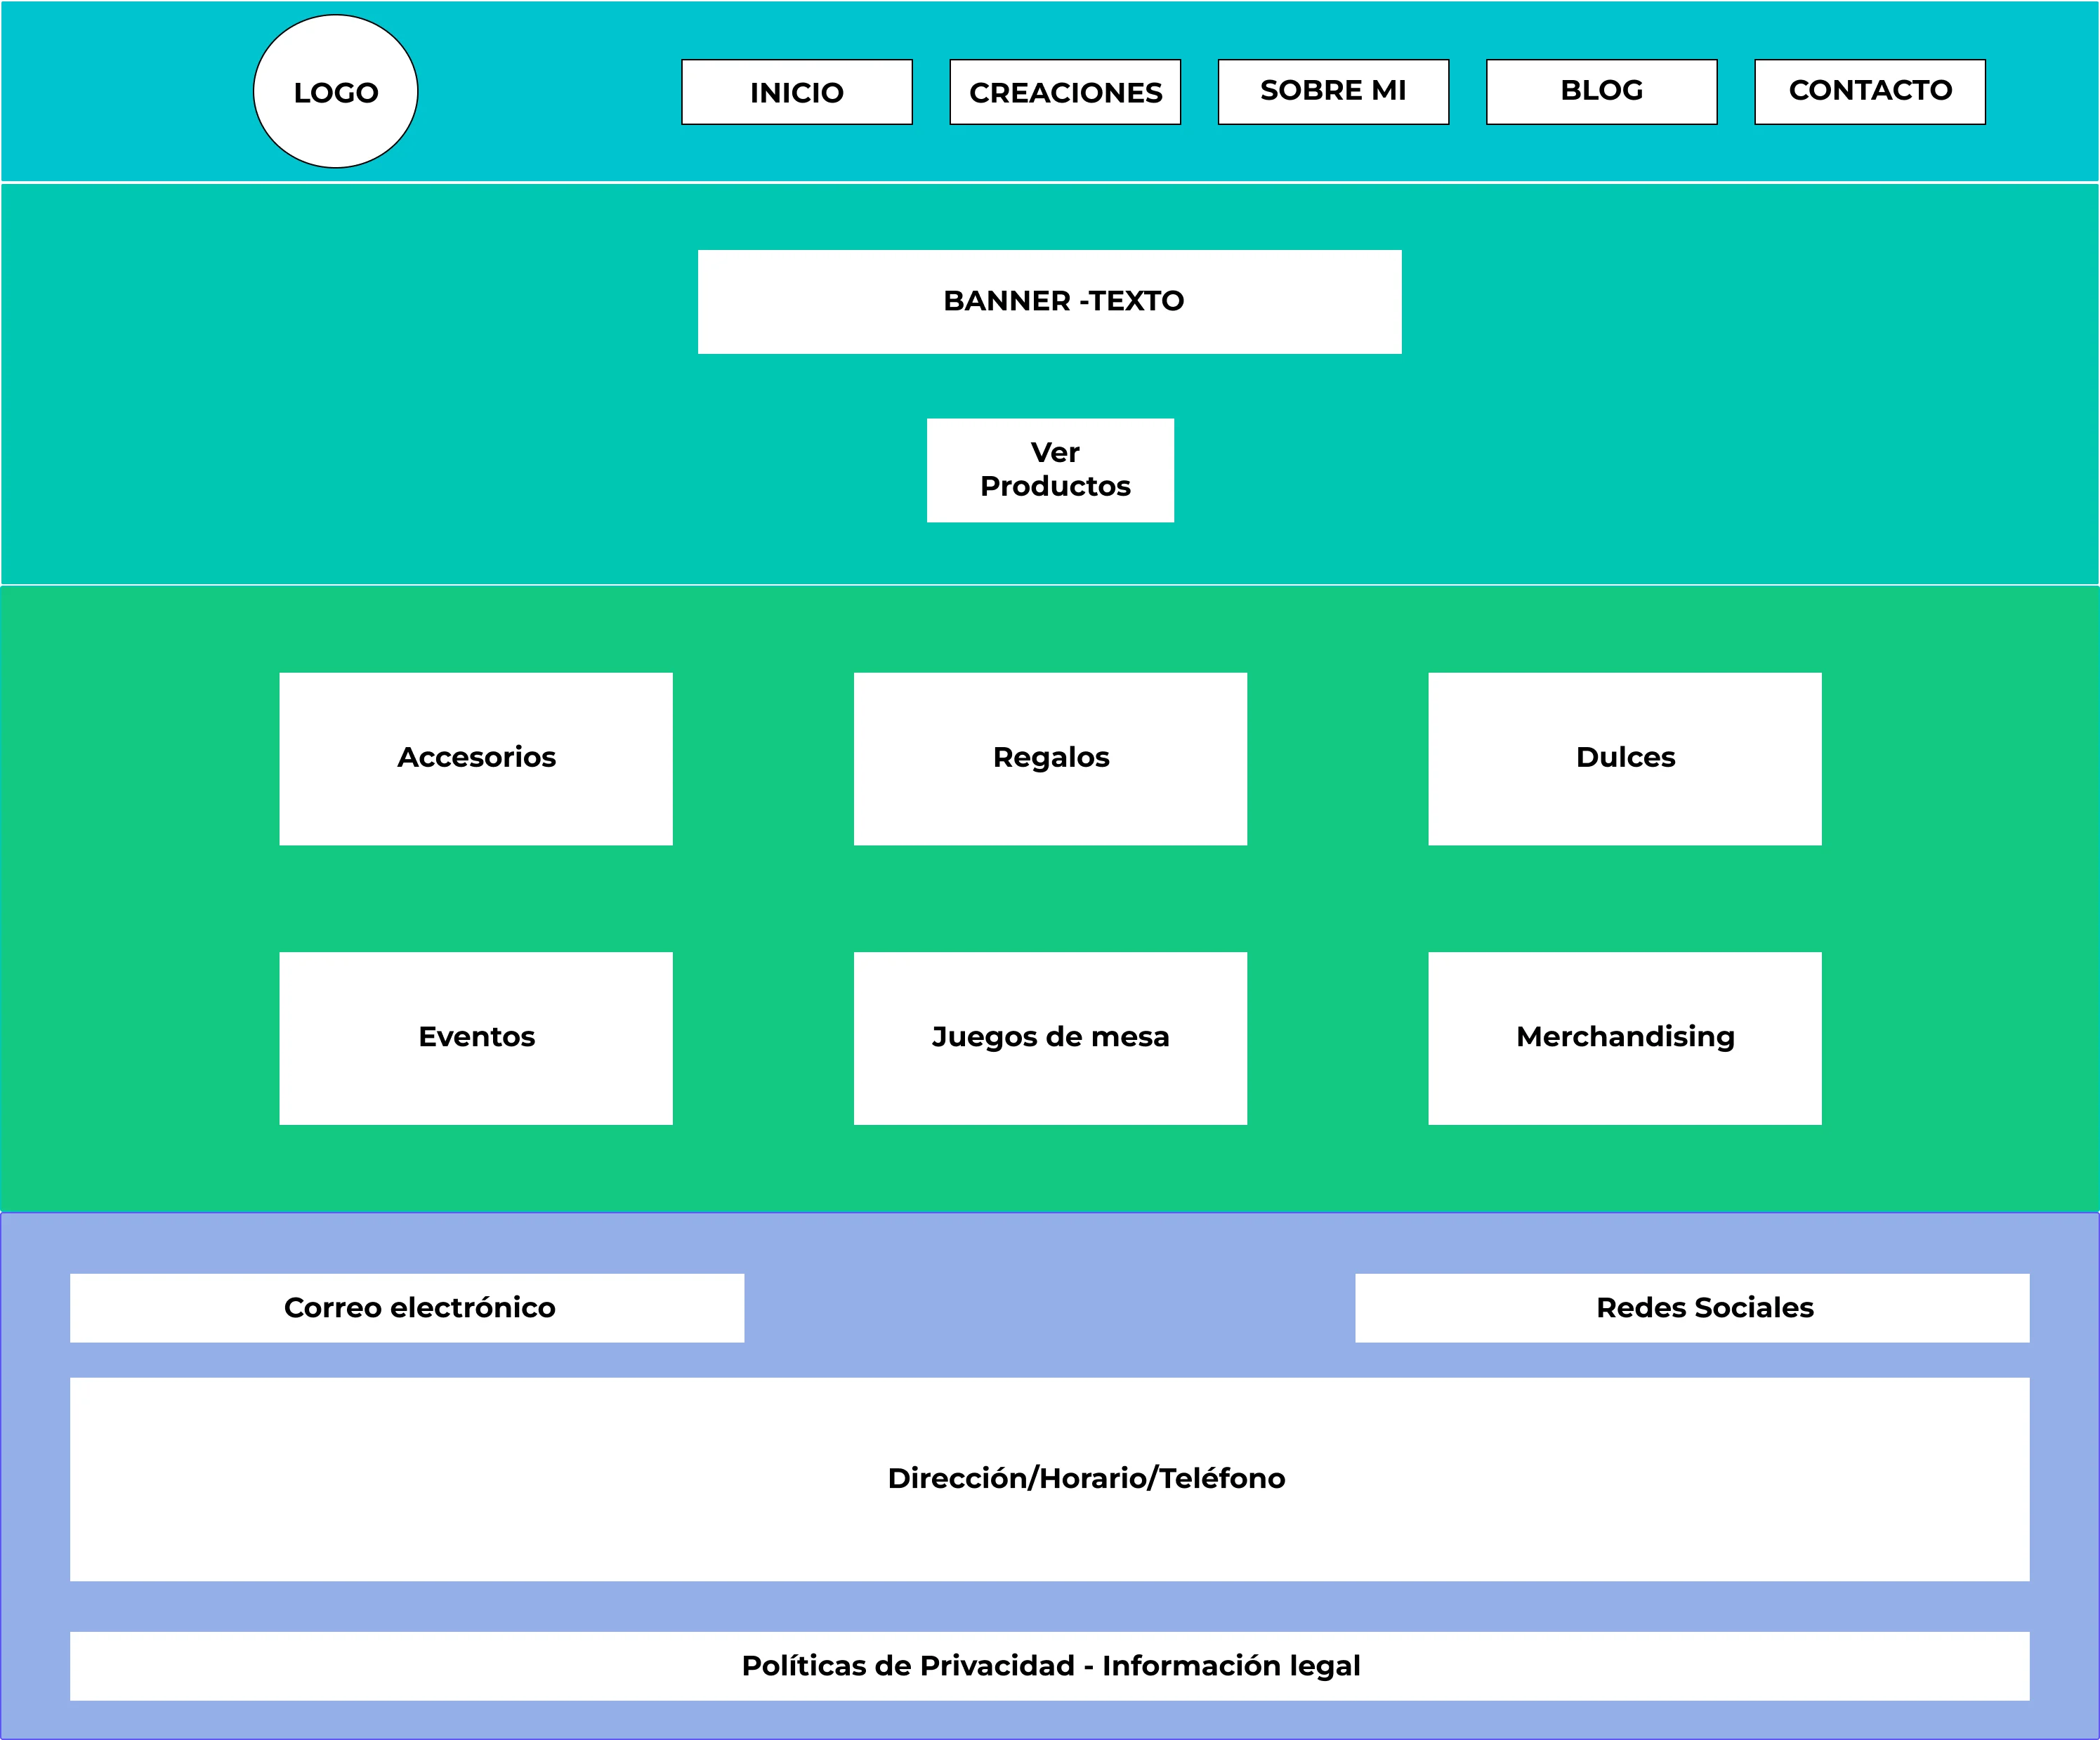 LOGO
INICIO
CREACIONES
SOBRE MI
BLOG
CONTACTO
BANNER -TEXTO
Ver
Productos
Accesorios
Regalos
Dulces
Eventos
Juegos de mesa
Merchandising
Correo electrónico
Redes Sociales
Dirección/Horario/Teléfono
Políticas de Privacidad - Información legal